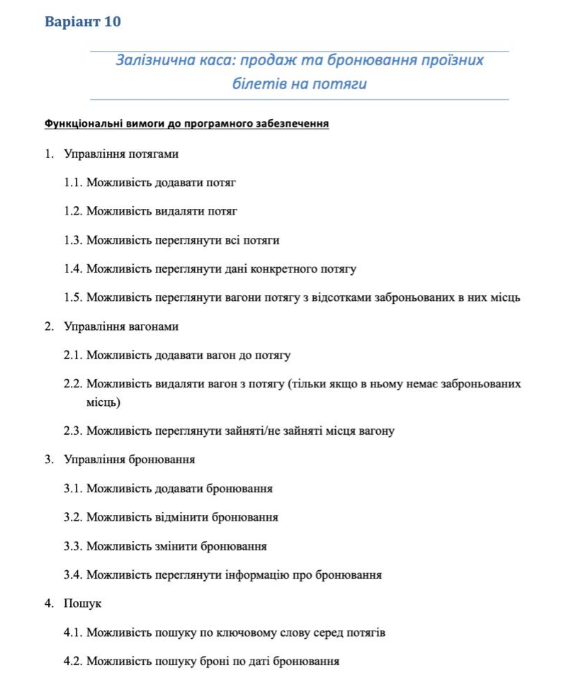 Варіант 10
Залізнична каса: продаж та бронювання проїзних
білетів на потяги
Функціональні вимоги до програмного забезпечення
1. Управління потягами
1.1. Можливість додавати потяг
1.2. Можливість видаляти потяг
1.3. Можливість переглянути всі потяги
1.4. Можливість переглянути дані конкретного потягу
1.5. Можливість переглянути вагони потягу з відсотками заброньованих в них місць
2. Управління вагонами
2.1. Можливість додавати вагон до потягу
2.2. Можливість видаляти вагон з потягу (тільки якщо в ньому немає заброньованих
місць)
2.3. Можливість переглянути зайняті/не зайняті місця вагону
3. Управління бронювання
3.1. Можливість додавати бронювання
3.2. Можливість відмінити бронювання
3.3. Можливість змінити бронювання
3.4. Можливість переглянути інформацію про бронювання
4. Пошук
4.1. Можливість пошуку по ключовому слову серед потягів
4.2. Можливість пошуку броні по даті бронювання